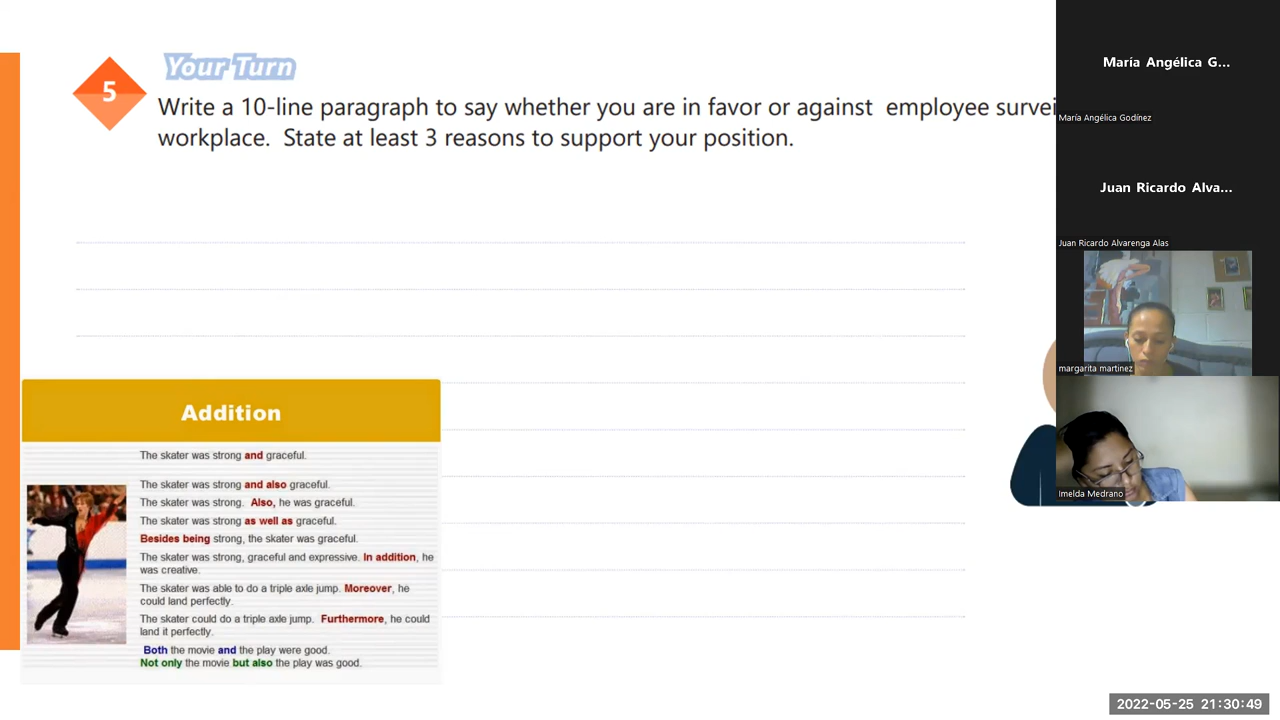 Your Turn
5
Write a 10-line paragraph to say whether you are in favor or against employee
workplace. State at least 3 reasons to support your position.
Addition
The skater was strong and graceful.
The skater was strong and also graceful.
The skater was strong. Also, he was graceful.
The skater was strong as well as graceful.
Besides being strong, the skater was graceful.
The skater was strong, graceful and expressive. In addition, he
was creative.
The skater was able to do a triple axle jump. Moreover, he
could land perfectly.
The skater could do a triple axle jump. Furthermore, he could
land it perfectly.
Both the movie and the play were good.
Not only the movie but also the play was good.
María Angélica G...
María Angélica Godínez
Juan Ricardo Alva...
Juan Ricardo Alvarenga Alas
margarita martinez
Imelda Medrano
2022-05-25 21:30:49